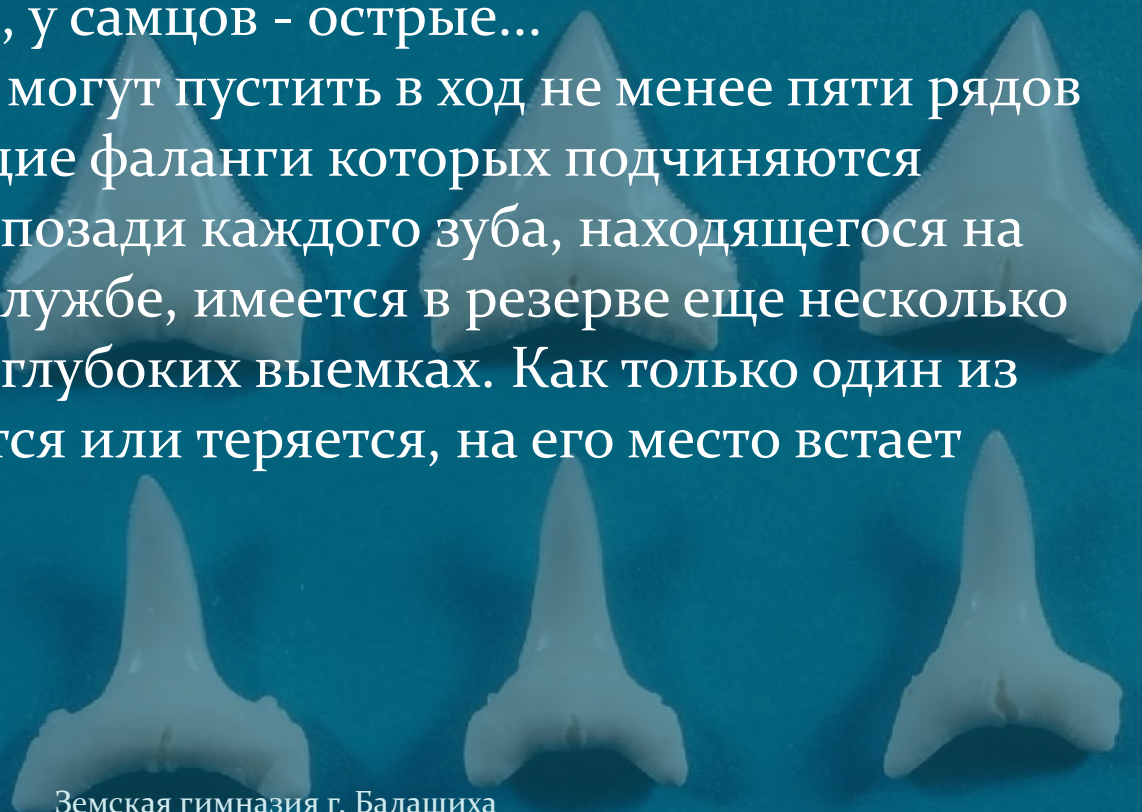 , у самцов - острые...
могут пустить в ход не менее пяти рядов
щие фаланги которых подчиняются
позади каждого зуба, находящегося на
лужбе, имеется в резерве еще несколько
глубоких выемках. Как только один из
тся или теряется, на его место встает
Земская гимназия г. Балашиха